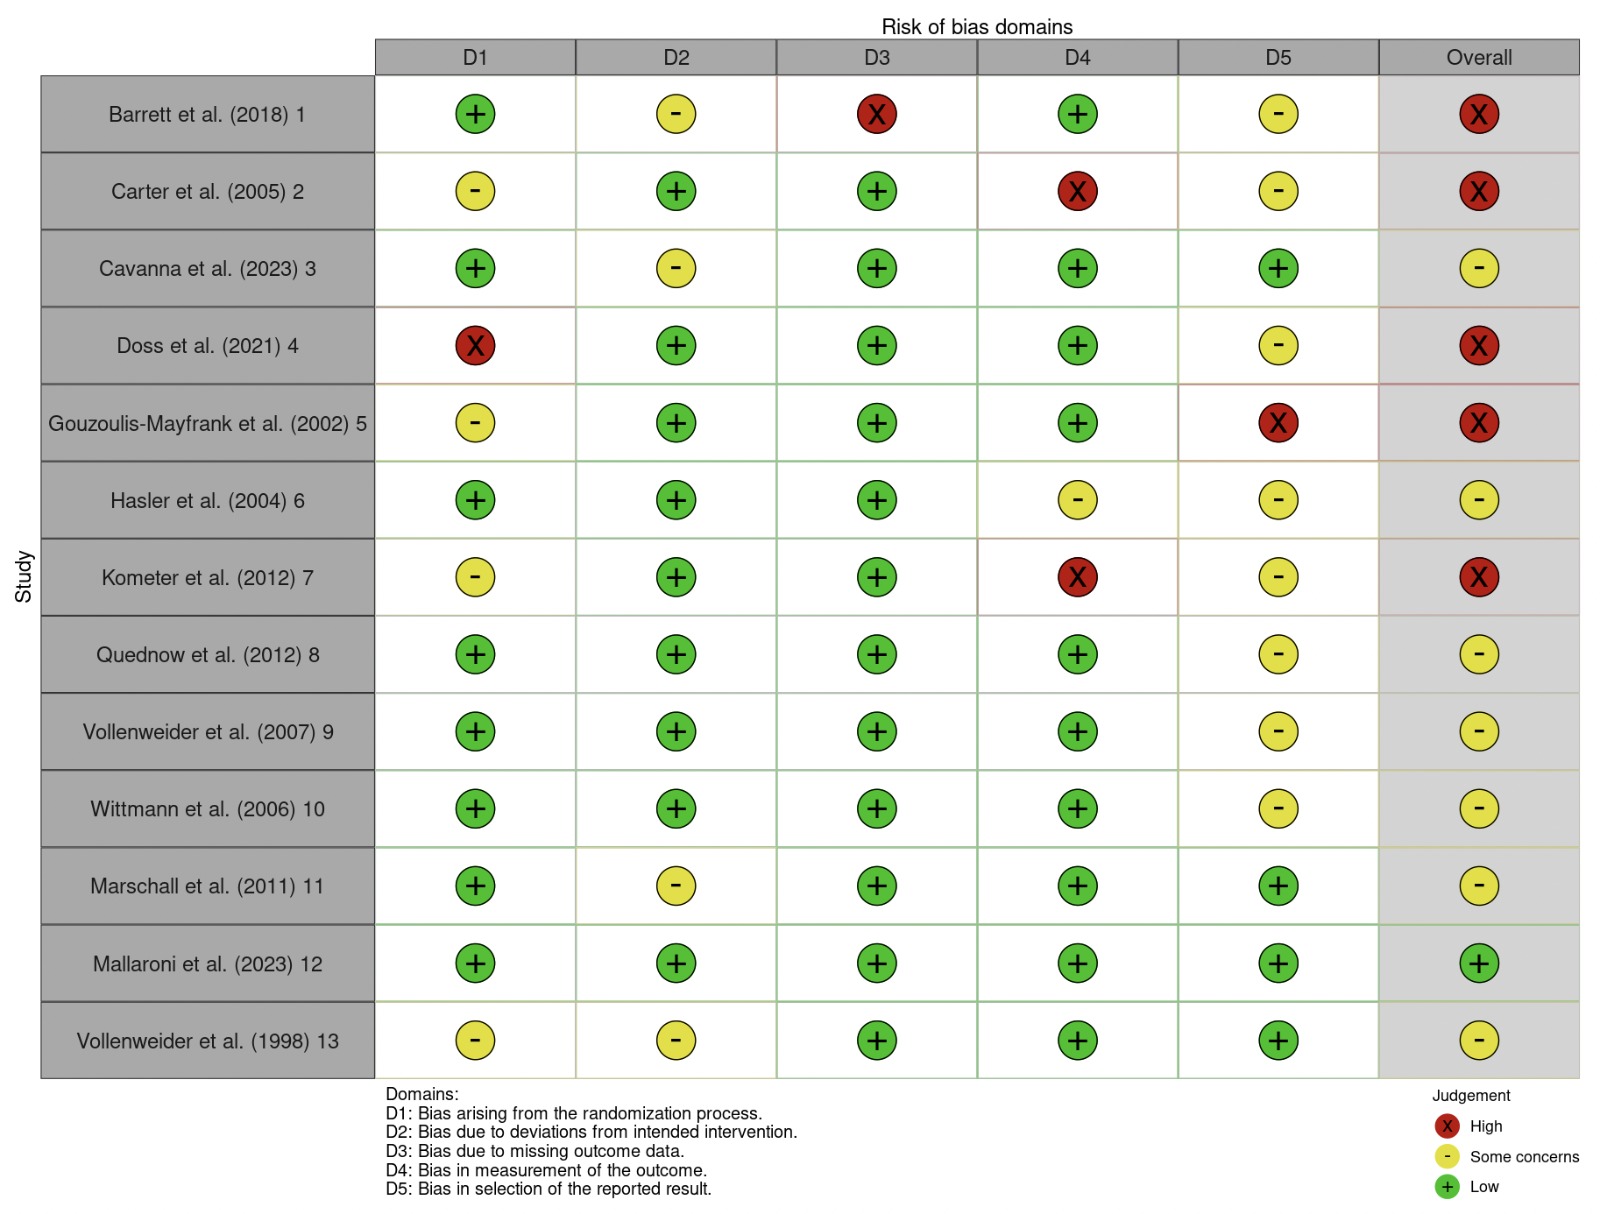 Risk of bias domains
D1 D2 D3 D4 D5 Overall
Barrett et al. (2018) 1 + - X + - X
Carter et al. (2005) 2 - + + X - X
Cavanna et al. (2023) 3 + - + + + -
Doss et al. (2021) 4 X + + + - X
Gouzoulis-Mayfrank et al. (2002) 5 - + + + X X
Hasler et al. (2004) 6 + + + - - -
Study
Kometer et al. (2012) 7 - + + X - X
Quednow et al. (2012) 8 + + + + - -
Vollenweider et al. (2007) 9 + + + + - -
Wittmann et al. (2006) 10 + + + + - -
Marschall et al. (2011) 11 + - + + + -
Mallaroni et al. (2023) 12 + + + + + +
Vollenweider et al. (1998) 13 - - + + + -
Domains:
D1: Bias arising from the randomization process.
D2: Bias due to deviations from intended intervention.
D3: Bias due to missing outcome data.
D4: Bias in measurement of the outcome.
D5: Bias in selection of the reported result.
Judgement
X High
- Some concerns
+ Low